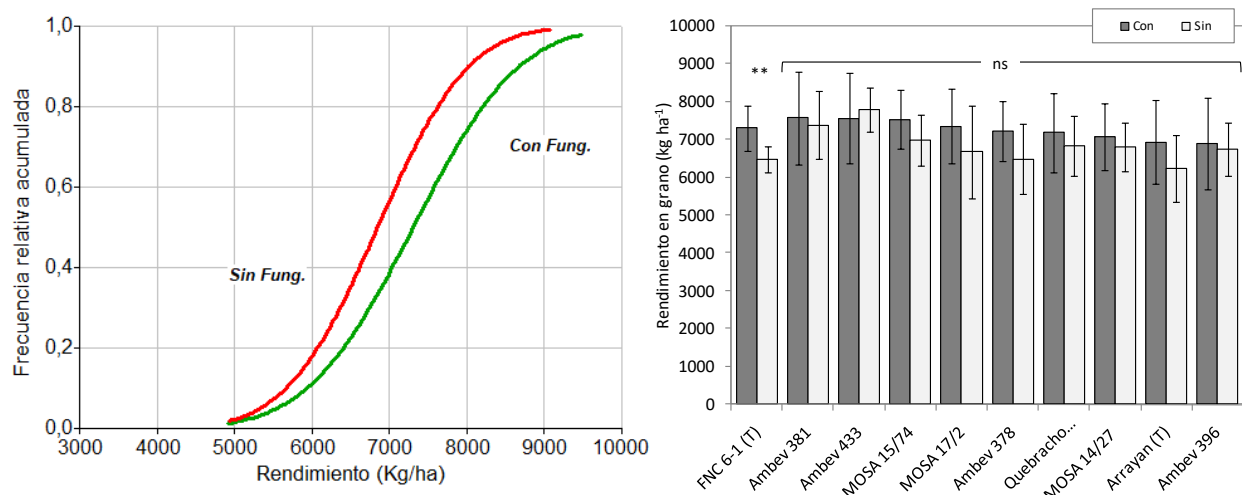 Frecuencia relativa acumulada
1,0
0,8
0,6
0,4
0,2
0,0
Con Fung.
Sin Fung.
3000 4000 5000 6000 7000 8000 9000 10000
Rendimiento (Kg/ha)
Rendimiento en grano (kg ha-1)
10000
9000
8000
7000
6000
5000
4000
3000
2000
1000
0
Con Sin
ns
**
FNC 6-1 (T)
Ambev 381
Ambev 433
MOSA 15/74
MOSA 17/2
Ambev 378
Quebracho...
MOSA 14/27
Arrayan (T)
Ambev 396